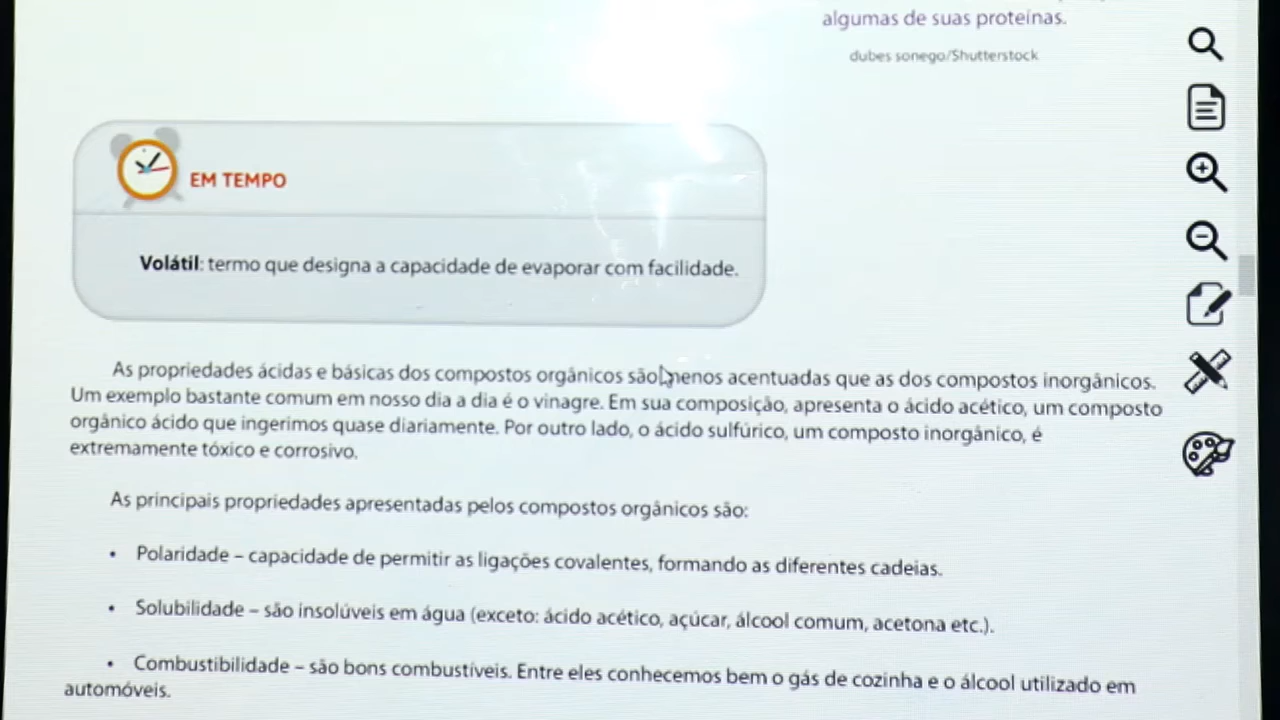 algumas de suas proteínas.
dubes sonego/Shutterstock
EM TEMPO
Volátil: termo que designa a capacidade de evaporar com facilidade.
As propriedades ácidas e básicas dos compostos orgânicos são menos acentuadas que as dos compostos inorgânicos.
Um exemplo bastante comum em nosso dia a dia é o vinagre. Em sua composição, apresenta o ácido acético, um composto
orgânico ácido que ingerimos quase diariamente. Por outro lado, o ácido sulfúrico, um composto inorgânico, é
extremamente tóxico e corrosivo.
As principais propriedades apresentadas pelos compostos orgânicos são:
• Polaridade – capacidade de permitir as ligações covalentes, formando as diferentes cadeias.
• Solubilidade – são insolúveis em água (exceto: ácido acético, açúcar, álcool comum, acetona etc.).
• Combustibilidade – são bons combustíveis. Entre eles conhecemos bem o gás de cozinha e o álcool utilizado em
automóveis.